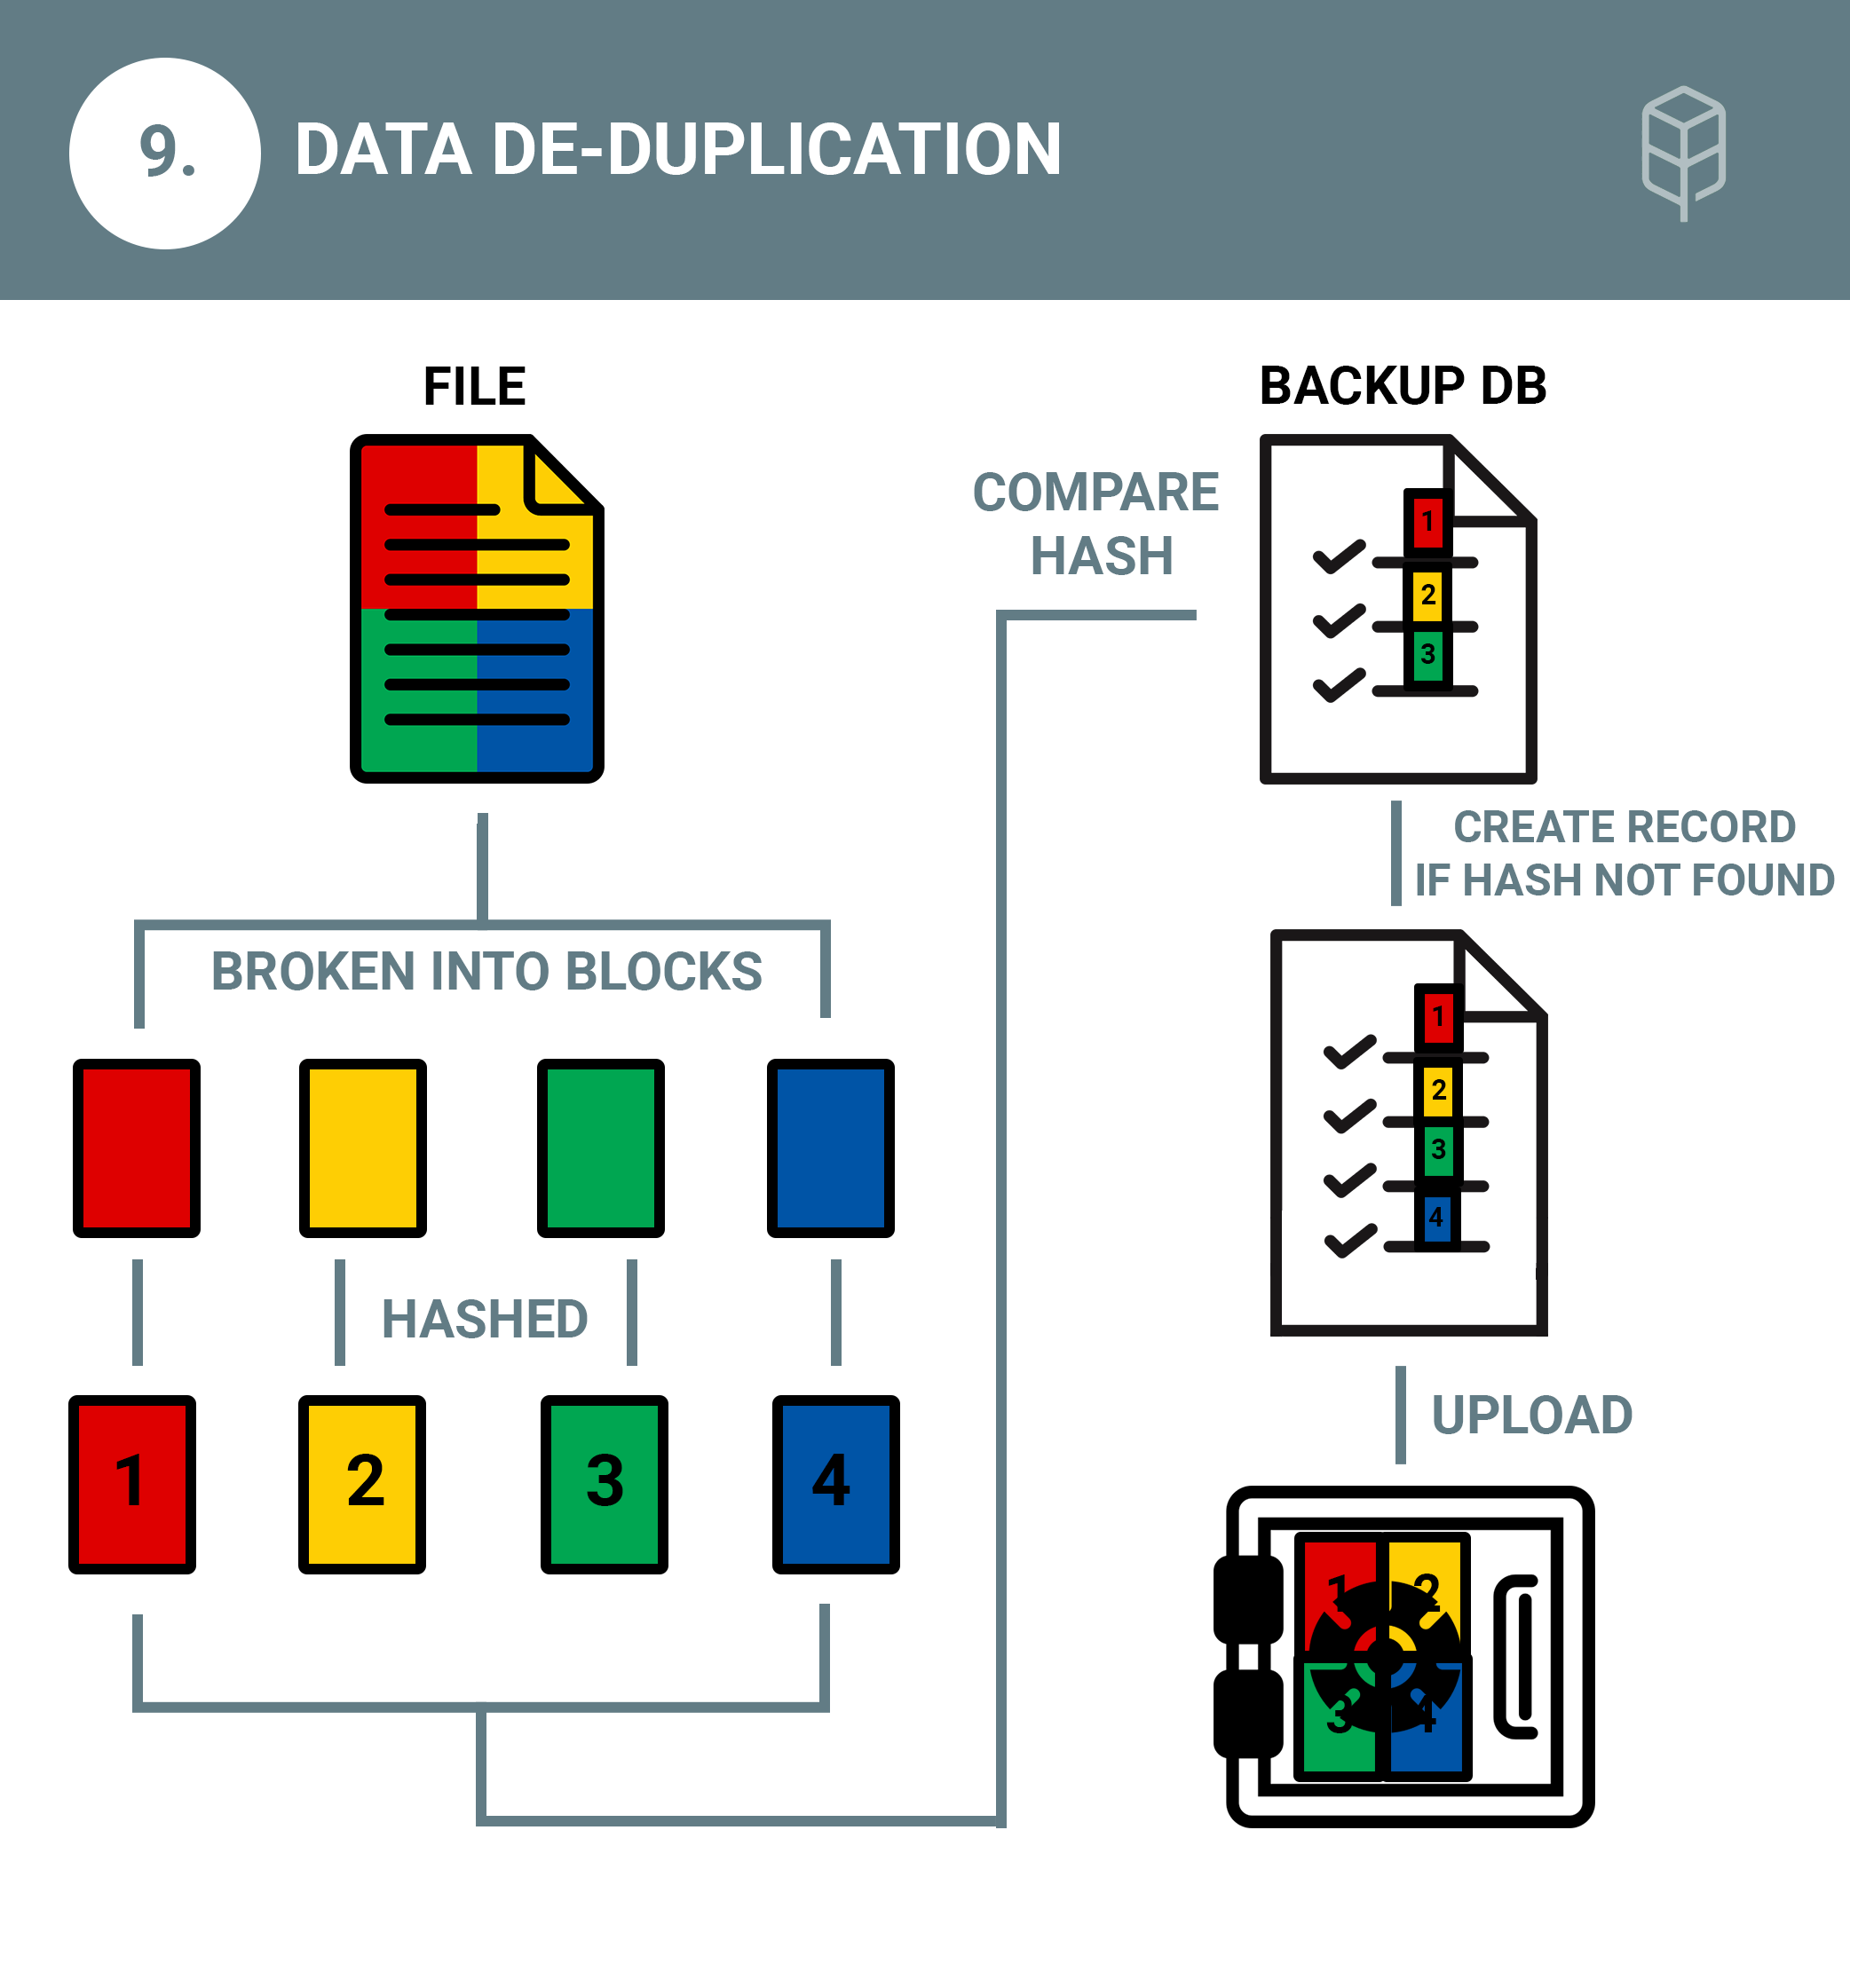 9.
DATA DE-DUPLICATION
FILE
BROKEN INTO BLOCKS
HASHED
1 2 3 4
COMPARE
HASH
BACKUP DB
1
2
3
CREATE RECORD
IF HASH NOT FOUND
1
2
3
4
UPLOAD
1 2
3 4